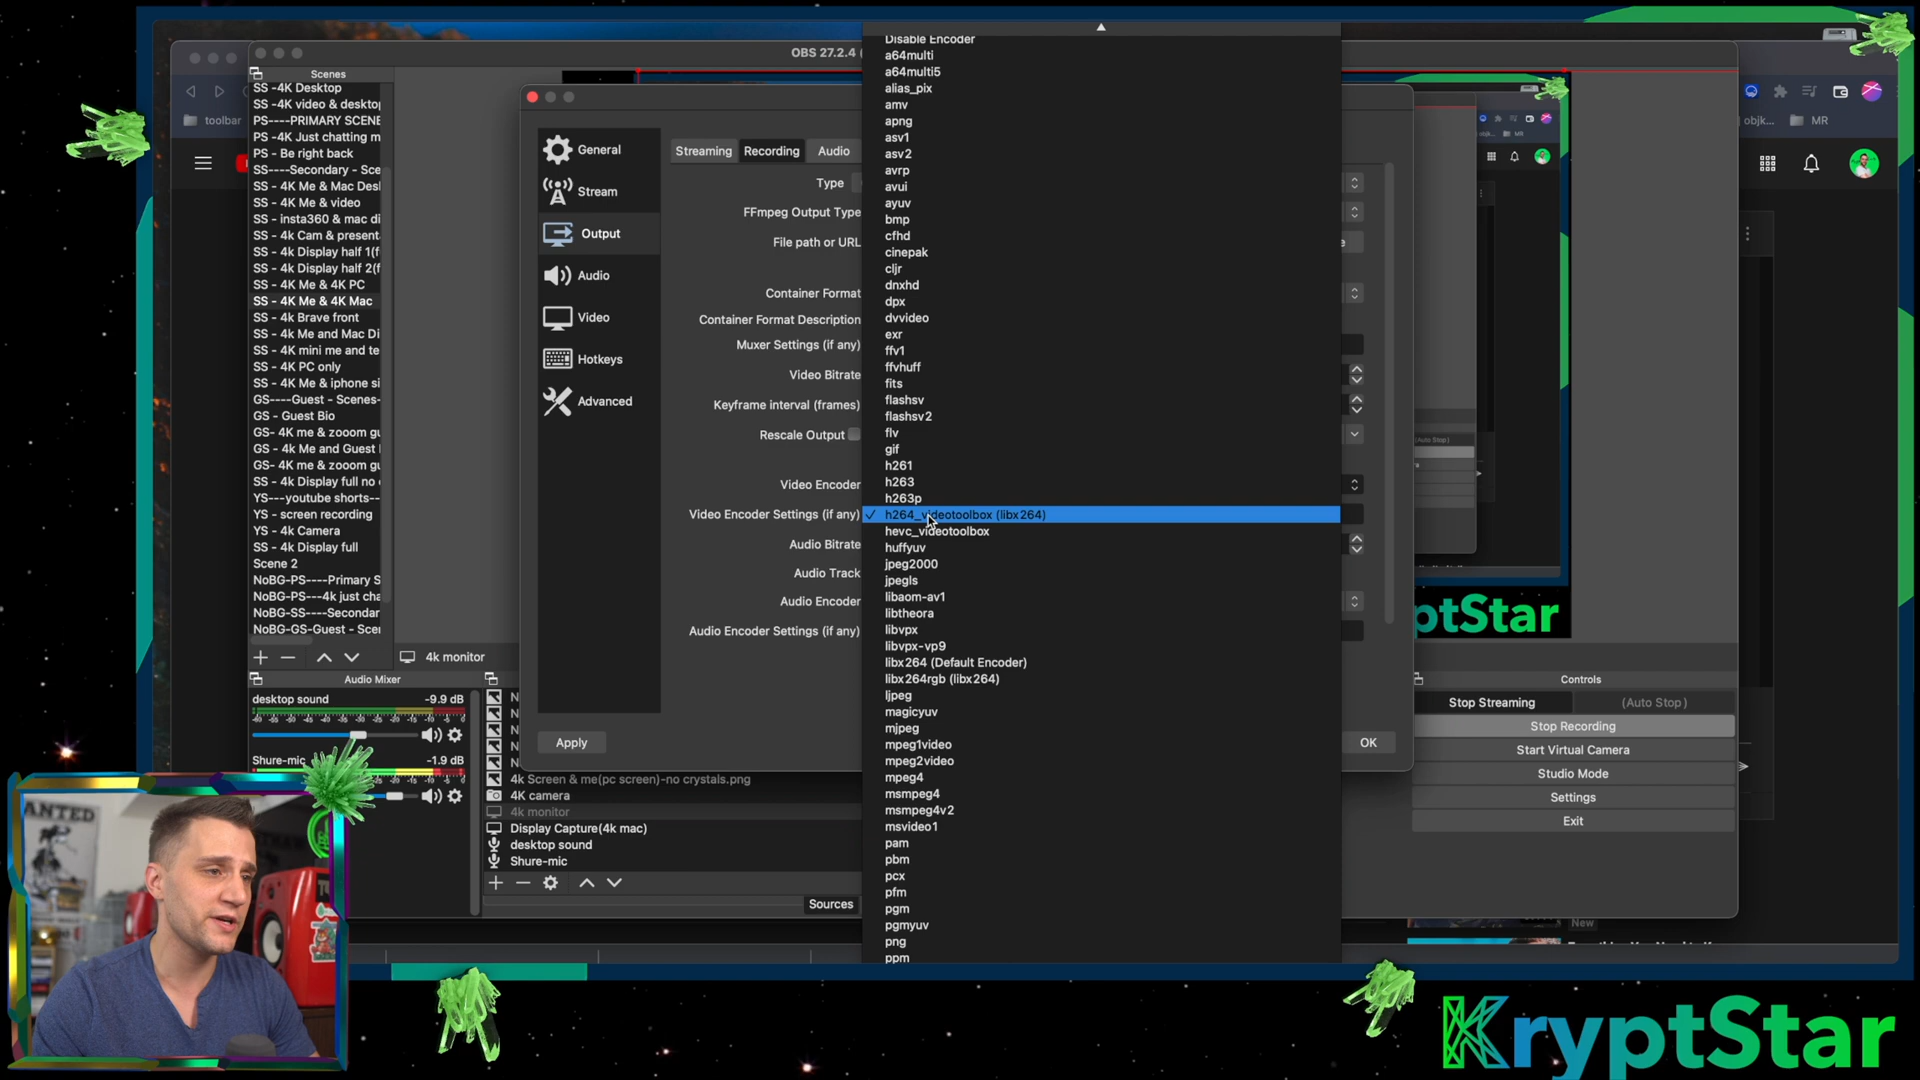 OBS 27.2.4 (
Scenes
SS -4K Desktop
SS -4K video & deskto
PS----PRIMARY SCENE
PS -4K Just chatting m
PS - Be right back
SS----Secondary - Sce
SS - 4K Me & Mac Des
SS - 4K Me & video
SS - insta360 & mac di
SS - 4k Cam & present
SS - 4k Display half 1(f
SS - 4k Display half 2(f
SS - 4K Me & 4K PC
SS - 4K Me & 4K Mac
SS - 4k Brave front
SS - 4k Me and Mac Di
SS - 4K mini me and te
SS - 4K PC only
SS - 4K Me & iphone si
GS----Guest - Scenes-
GS - Guest Bio
GS- 4K me & zooom gu
GS - 4k Me and Guest
GS- 4K me & zooom gu
SS - 4k Display full no
YS---youtube shorts--
YS - screen recording
YS - 4k Camera
SS - 4k Display full
Scene 2
NoBG-PS----Primary S
NoBG-PS---4k just cha
NoBG-SS----Secondar
NoBG-GS-Guest - Scer
toolbar
General
Stream
Output
Audio
Video
Hotkeys
Advanced
Streaming
Recording
Audio
Type
FFmpeg Output Type
File path or URL
Container Format
Container Format Description
Muxer Settings (if any)
Video Bitrate
Keyframe interval (frames)
Rescale Output
Video Encoder
Video Encoder Settings (if any)
Audio Bitrate
Audio Track
Audio Encoder
Audio Encoder Settings (if any)
Apply
OK
Disable Encoder
a64multi
a64multi5
alias_pix
amv
apng
asv1
asv2
avrp
avui
ayuv
bmp
cfhd
cinepak
cljr
dnxhd
dpx
dvvideo
exr
ffv1
ffvhuff
fits
flashsv
flashsv2
flv
gif
h261
h263
h263p
✓ h264_videotoolbox (libx264)
hevc_videotoolbox
huffyuv
jpeg2000
jpegls
libaom-av1
libtheora
libvpx
libvpx-vp9
libx264 (Default Encoder)
libx264rgb (libx264)
ljpeg
magicyuv
mjpeg
mpeg1video
mpeg2video
mpeg4
msmpeg4
msmpeg4v2
msvideo1
pam
pbm
pcx
pfm
pgm
pgmyuv
png
ppm
objk...
MR
MR
(Auto Stop)
ptStar
4k monitor
Audio Mixer
desktop sound
-9.9 dB
Shure-mic
-1.9 dB
4k Screen & me(pc screen)-no crystals.png
4K camera
4k monitor
Display Capture(4k mac)
desktop sound
Shure-mic
Sources
Controls
Stop Streaming
(Auto Stop)
Stop Recording
Start Virtual Camera
Studio Mode
Settings
Exit
New
ANTED
KryptStar